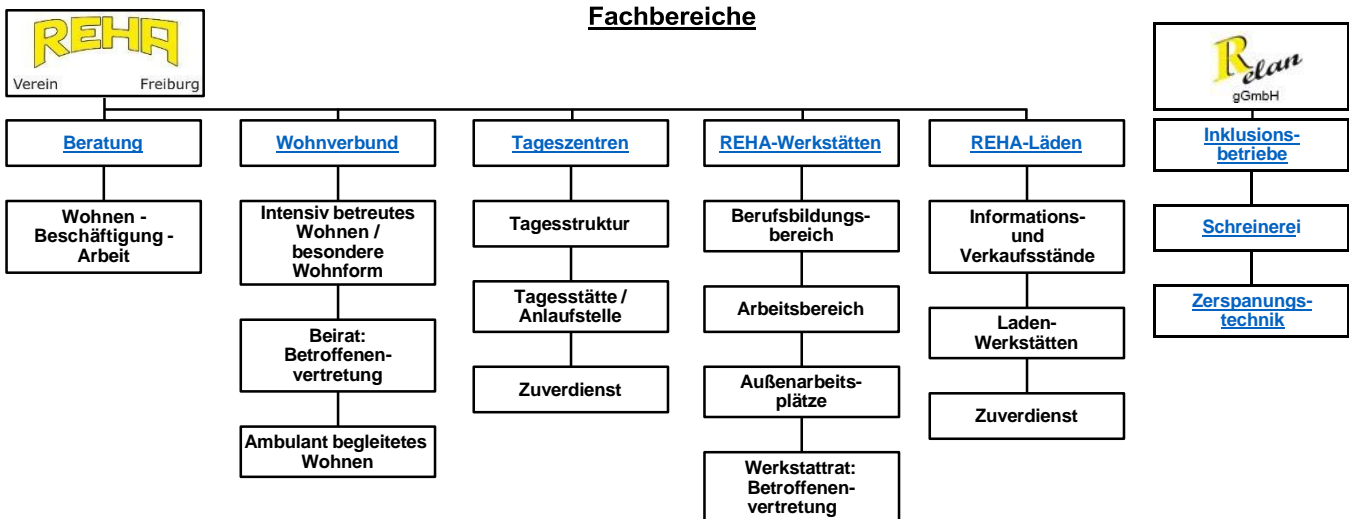 Fachbereiche
REHA
Verein Freiburg
Relan
gGmbH
Beratung
Wohnen -
Beschäftigung -
Arbeit
Wohnverbund
Intensiv betreutes
Wohnen /
besondere
Wohnform
Beirat:
Betroffenen-
vertretung
Ambulant begleitetes
Wohnen
Tageszentren
Tagesstruktur
Tagesstätte /
Anlaufstelle
Zuverdienst
REHA-Werkstätten
Berufsbildungs-
bereich
Arbeitsbereich
Außenarbeits-
plätze
Werkstattrat:
Betroffenen-
vertretung
REHA-Läden
Informations-
und
Verkaufsstände
Laden-
Werkstätten
Zuverdienst
Inklusions-
betriebe
Schreinerei
Zerspanungs-
technik